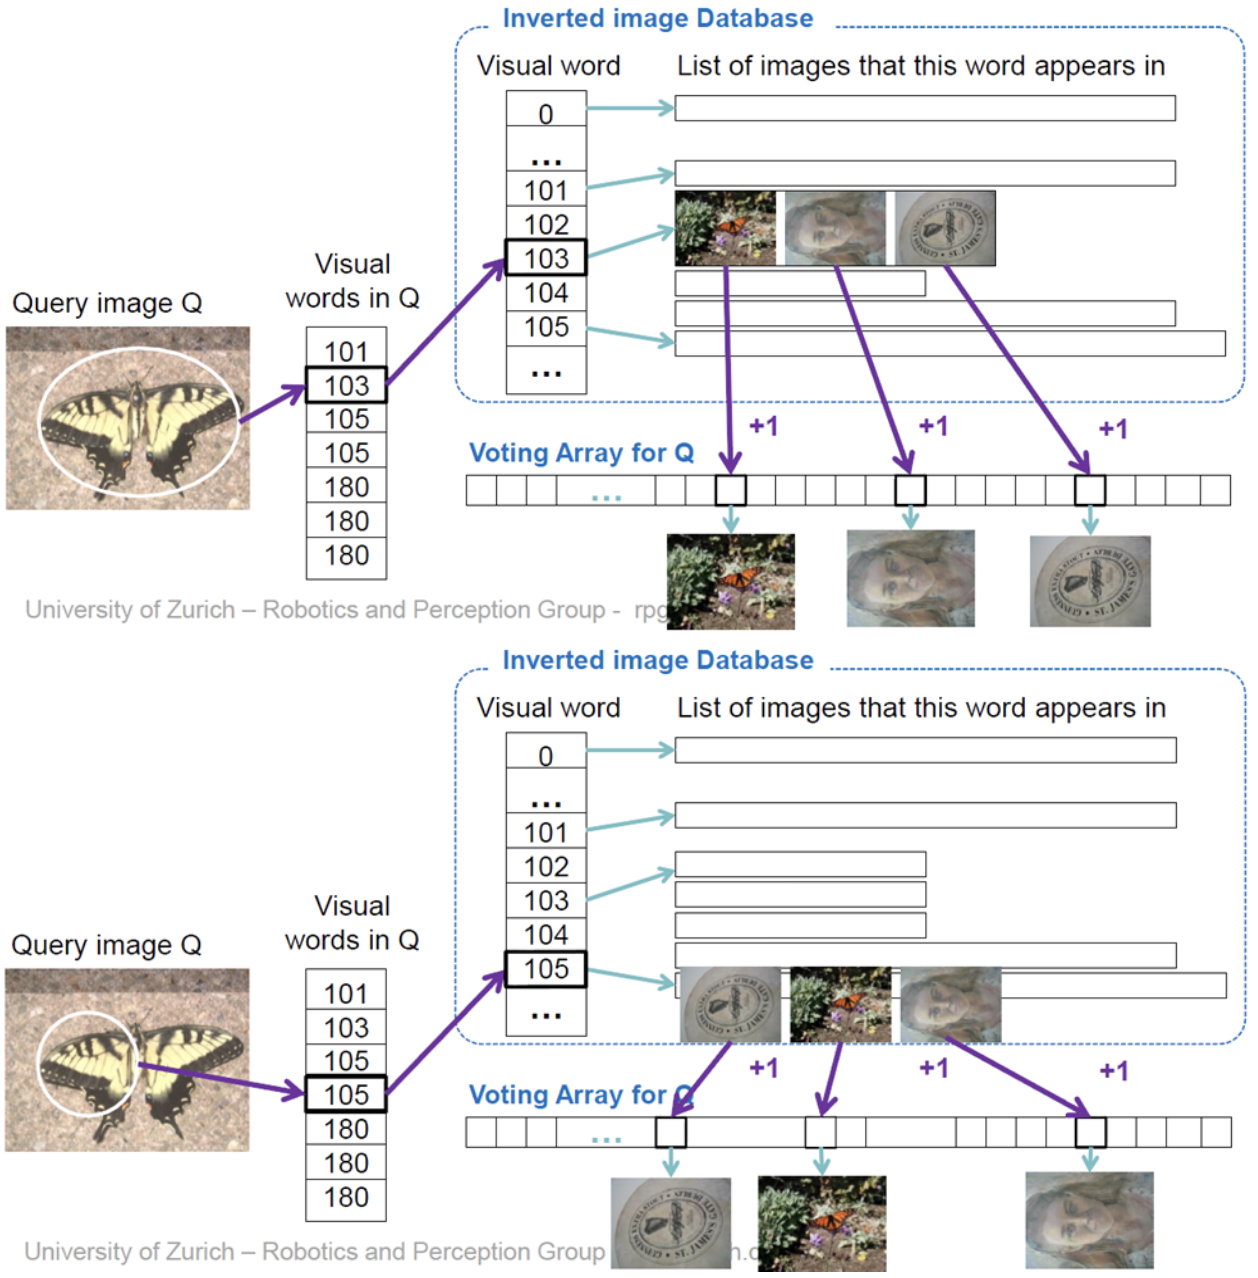 Inverted image Database
Visual word
List of images that this word appears in
0
...
101
102
103
104
105
...
Visual
words in Q
Query image Q
101
103
105
105
180
180
180
+1
+1
+1
Voting Array for Q
...
University of Zurich – Robotics and Perception Group - rpg
Inverted image Database
Visual word
List of images that this word appears in
0
...
101
102
103
104
105
...
Visual
words in Q
Query image Q
101
103
105
105
180
180
180
+1
+1
+1
Voting Array for Q
...
University of Zurich – Robotics and Perception Group